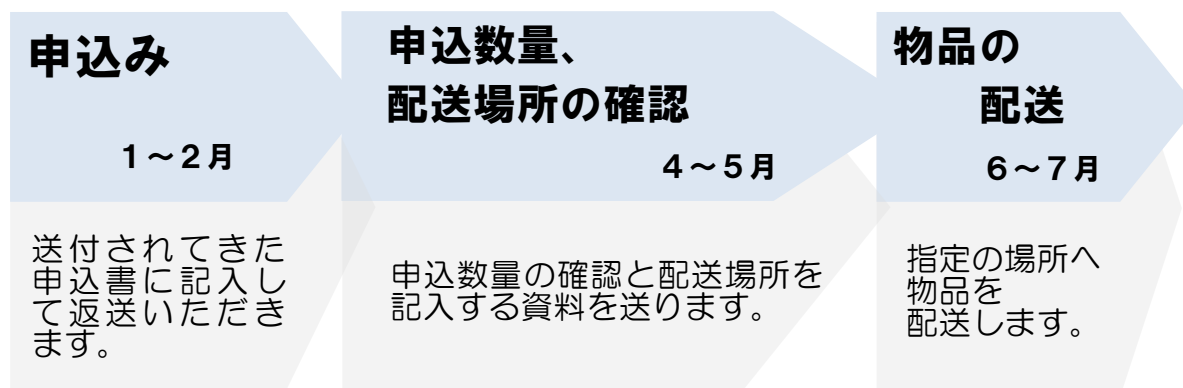 申込み
1～2月
送付されてきた
申込書に記入し
て返送いただき
ます。
申込数量、
配送場所の確認
4～5月
申込数量の確認と配送場所を
記入する資料を送ります。
物品の
配送
6～7月
指定の場所へ
物品を
配送します。